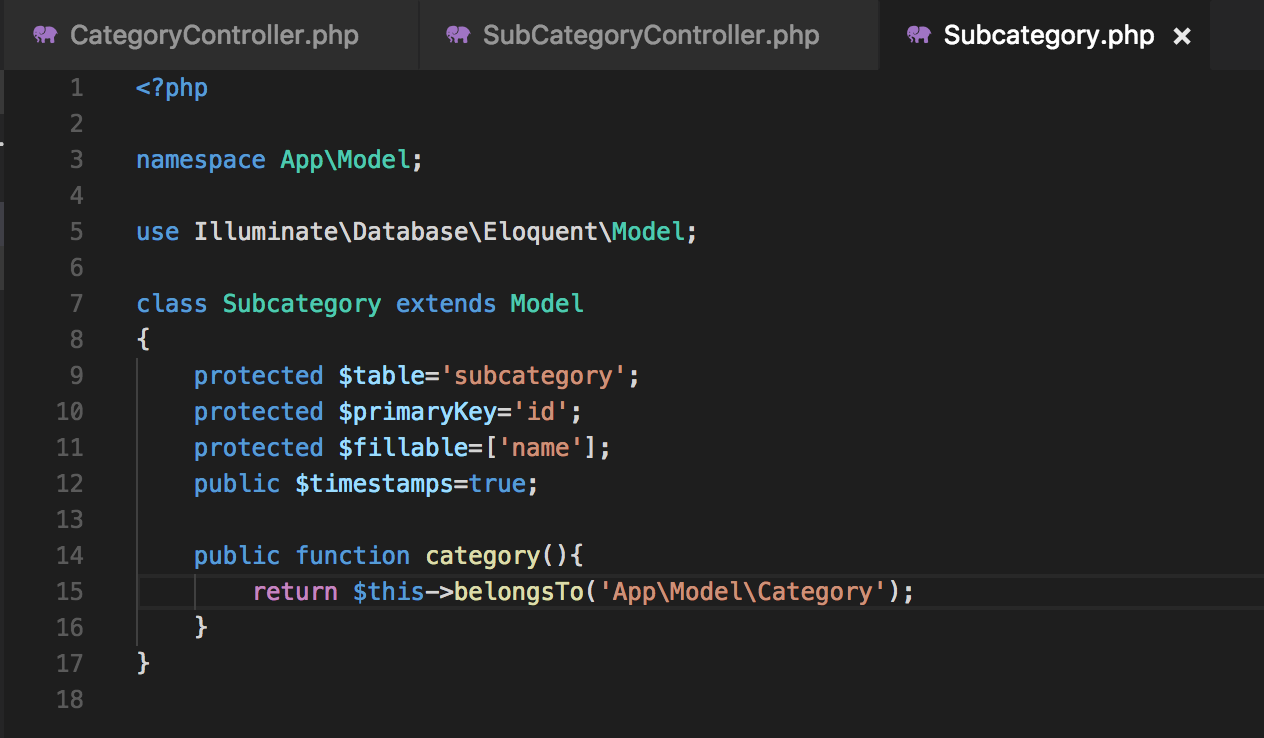 CategoryController.php SubCategoryController.php Subcategory.php ×
1 <?php
2
3 namespace App\Model;
4
5 use Illuminate\Database\Eloquent\Model;
6
7 class Subcategory extends Model
8 {
9     protected $table='subcategory';
10     protected $primaryKey='id';
11     protected $fillable=['name'];
12     public $timestamps=true;
13
14     public function category(){
15         return $this->belongsTo('App\Model\Category');
16     }
17 }
18